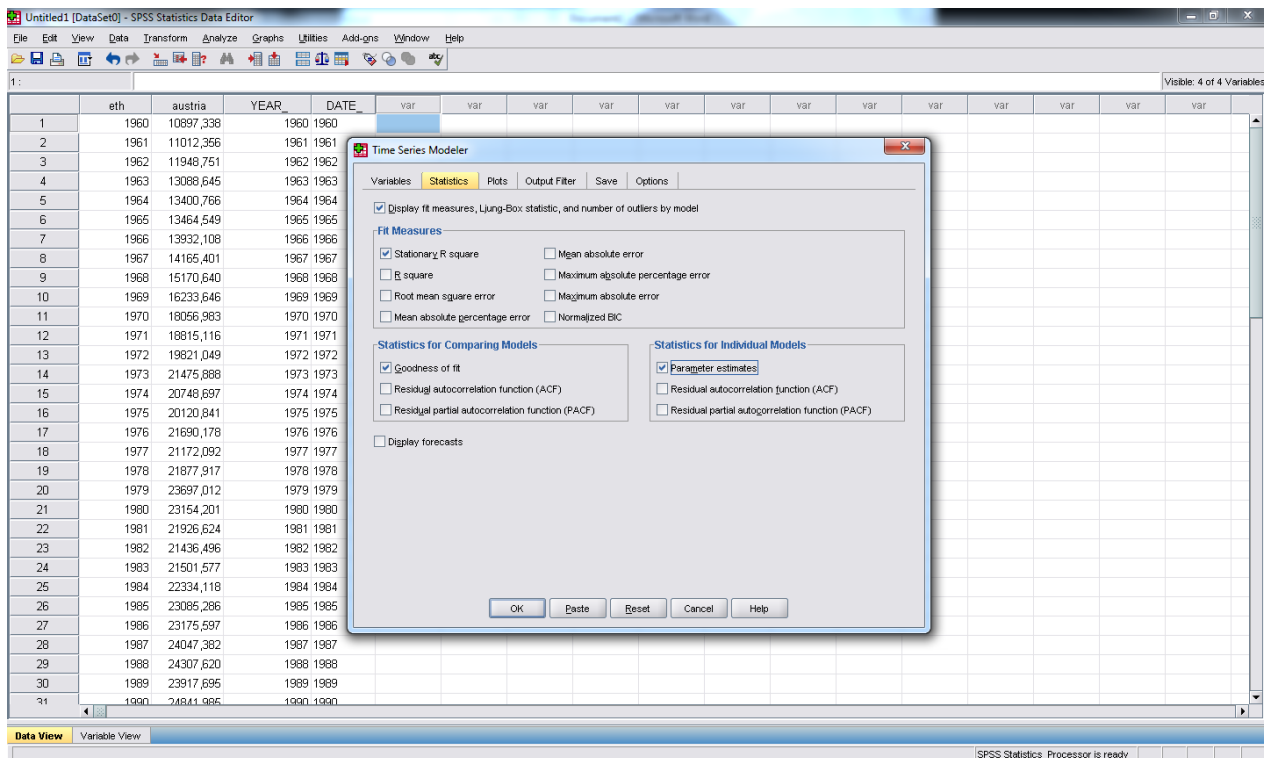 Untitled1 [DataSet0] - SPSS Statistics Data Editor
File Edit View Data Transform Analyze Graphs Utilities Add-ons Window Help
1 :
Visible: 4 of 4 Variables
eth austria YEAR_ DATE_ var var var var var var var var var var var var var
1 1960 10897,338 1960 1960
2 1961 11012,356 1961 1961
3 1962 11948,751 1962 1962
4 1963 13088,645 1963 1963
5 1964 13400,766 1964 1964
6 1965 13464,549 1965 1965
7 1966 13932,108 1966 1966
8 1967 14165,401 1967 1967
9 1968 15170,640 1968 1968
10 1969 16233,646 1969 1969
11 1970 18056,983 1970 1970
12 1971 18815,116 1971 1971
13 1972 19821,049 1972 1972
14 1973 21475,888 1973 1973
15 1974 20748,697 1974 1974
16 1975 20120,841 1975 1975
17 1976 21690,178 1976 1976
18 1977 21172,092 1977 1977
19 1978 21877,917 1978 1978
20 1979 23697,012 1979 1979
21 1980 23154,201 1980 1980
22 1981 21926,624 1981 1981
23 1982 21436,496 1982 1982
24 1983 21501,577 1983 1983
25 1984 22334,118 1984 1984
26 1985 23085,286 1985 1985
27 1986 23175,597 1986 1986
28 1987 24047,382 1987 1987
29 1988 24307,620 1988 1988
30 1989 23917,695 1989 1989
31 1990 24841,985 1990 1990
Time Series Modeler
Variables Statistics Plots Output Filter Save Options
Display fit measures, Ljung-Box statistic, and number of outliers by model
Fit Measures
Stationary R square Mean absolute error
R square Maximum absolute percentage error
Root mean square error Maximum absolute error
Mean absolute percentage error Normalized BIC
Statistics for Comparing Models
Goodness of fit
Residual autocorrelation function (ACF)
Residual partial autocorrelation function (PACF)
Statistics for Individual Models
Parameter estimates
Residual autocorrelation function (ACF)
Residual partial autocorrelation function (PACF)
Display forecasts
OK Paste Reset Cancel Help
Data View Variable View
SPSS Statistics Processor is ready